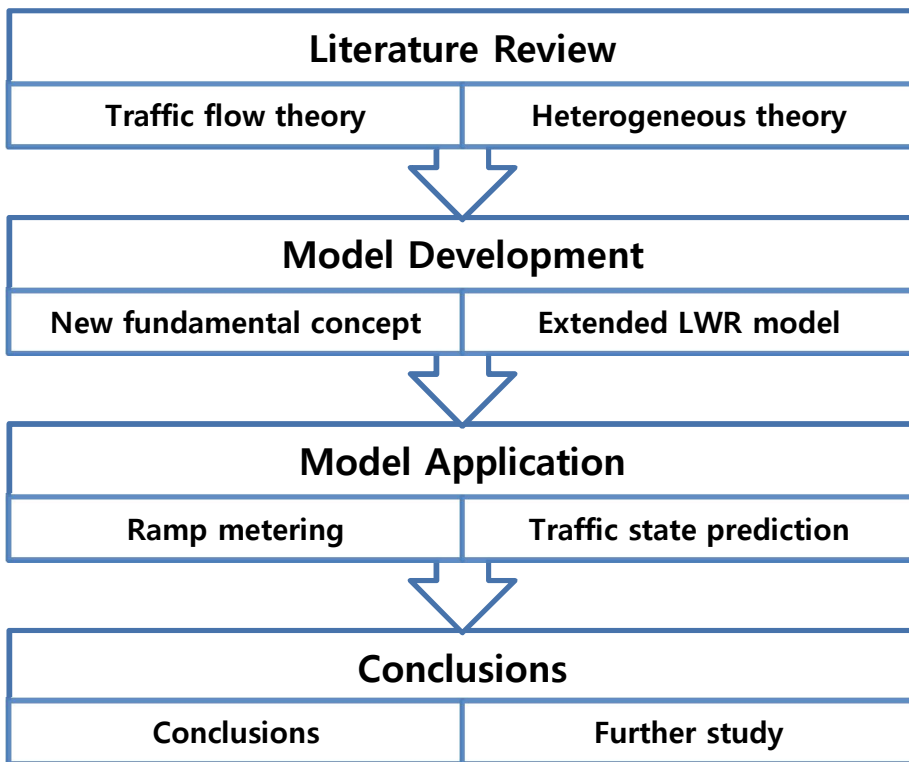 Literature Review
Traffic flow theory
Heterogeneous theory
Model Development
New fundamental concept
Extended LWR model
Model Application
Ramp metering
Traffic state prediction
Conclusions
Conclusions
Further study